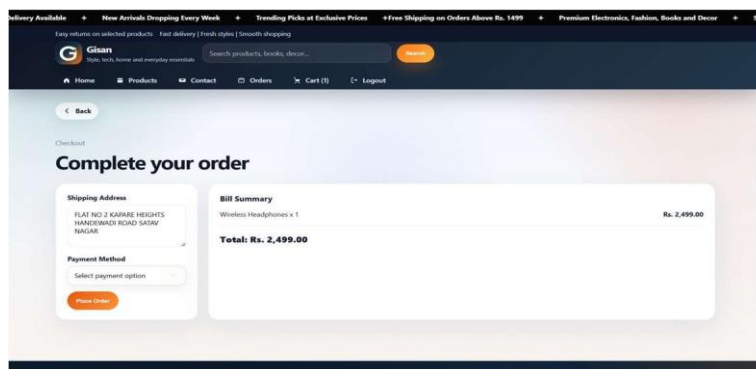 Delivery Available + New Arrivals Dropping Every Week + Trending Picks at Exclusive Prices +Free Shipping on Orders Above Rs. 1499 + Premium Electronics, Fashion, Books and Decor +
Easy returns on selected products Fast delivery | Fresh styles | Smooth shopping
G Gisan
Style, tech, home and everyday essentials
Search products, books, decor...
Search
Home Products Contact Orders Cart (1) Logout
< Back
Checkout
Complete your order
Shipping Address
FLAT NO 2 KAPARE HEIGHTS
HANDEWADI ROAD SATAV
NAGAR
Payment Method
Select payment option
Place Order
Bill Summary
Wireless Headphones x 1 Rs. 2,499.00
Total: Rs. 2,499.00